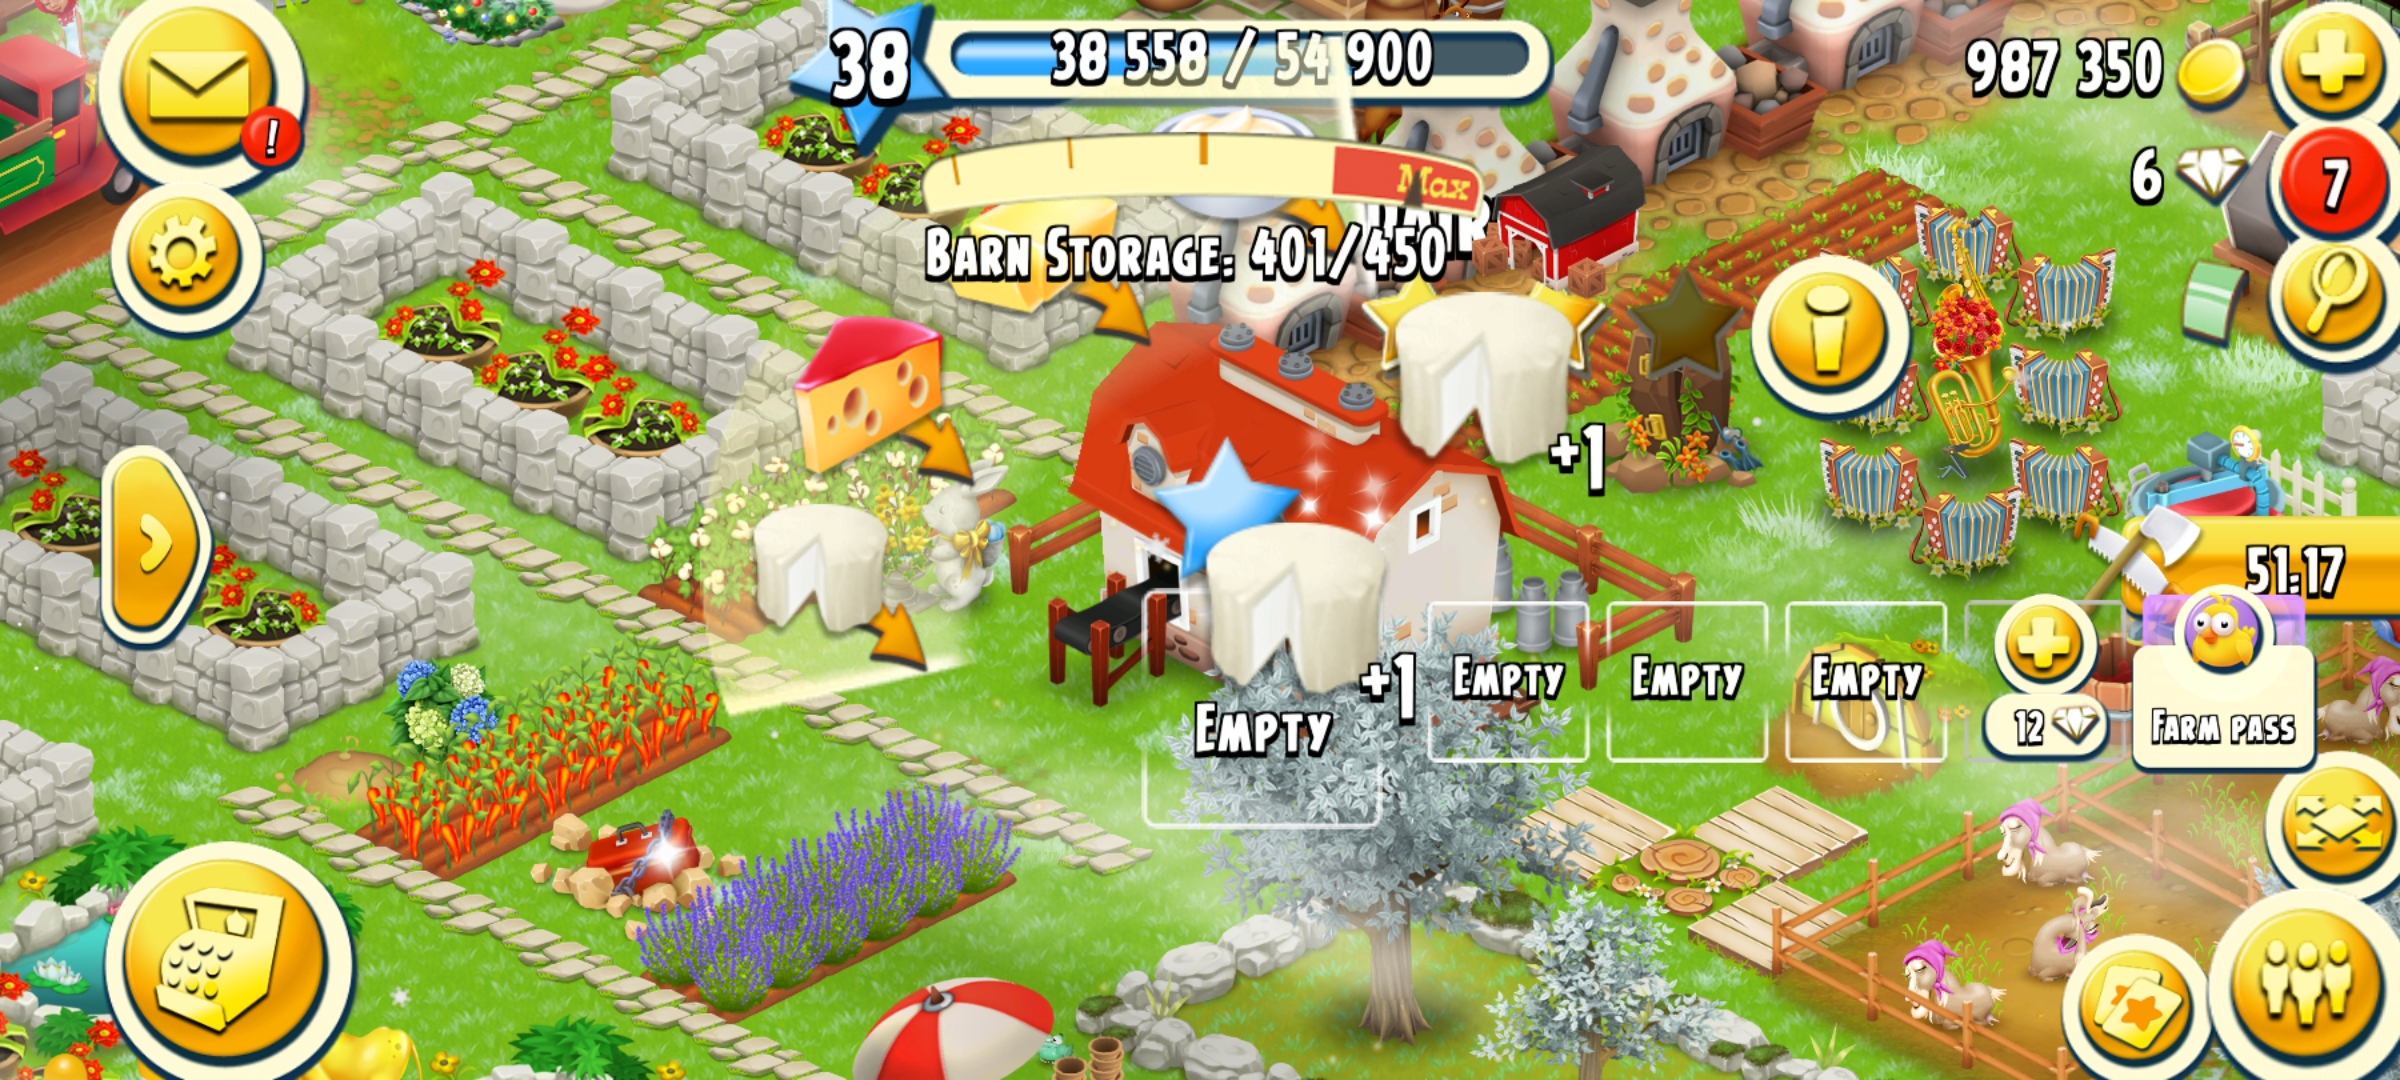 38
38 558 / 54 900
987 350
!
Max
6
7
BARN STORAGE: 401/450
+1
51:17
+1
EMPTY
EMPTY
EMPTY
EMPTY
12
FARM PASS